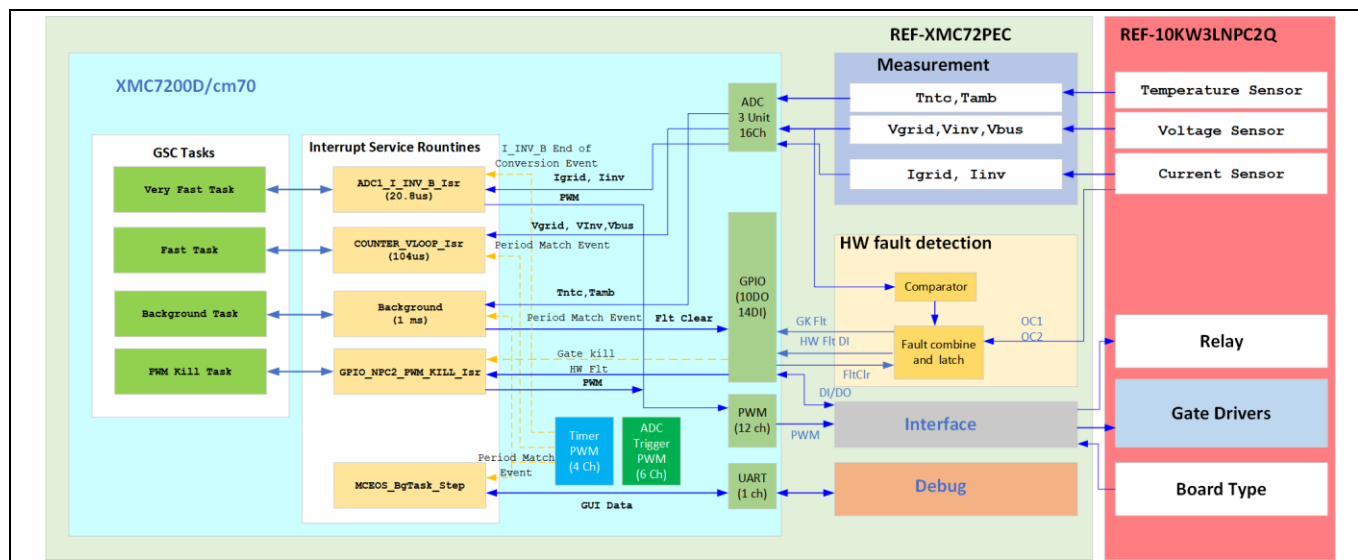 REF-XMC72PEC
REF-10KW3LNPC2Q
XMC7200D/cm70
Measurement
Tntc,Tamb
Vgrid,Vinv,Vbus
Igrid, Iinv
Temperature Sensor
Voltage Sensor
Current Sensor
ADC
3 Unit
16Ch
GSC Tasks
Very Fast Task
Fast Task
Background Task
PWM Kill Task
Interrupt Service Rountines
ADC1_I_INV_B_Isr
(20.8us)
COUNTER_VLOOP_Isr
(104us)
Background
(1 ms)
GPIO_NPC2_PWM_KILL_Isr
MCEOS_BgTask_Step
I_INV_B End of
Conversion Event
Igrid, Iinv
PWM
Vgrid, VInv,Vbus
Period Match Event
Tntc,Tamb
Period Match Event
Flt Clear
Gate kill
HW Flt
PWM
Period Match
Event
GUI Data
Timer
PWM
(4 Ch)
ADC
Trigger
PWM
(6 Ch)
GPIO
(10DO
14DI)
PWM
(12 ch)
UART
(1 ch)
HW fault detection
Comparator
Fault combine
and latch
GK Flt
HW Flt DI
FltClr
OC1
OC2
DI/DO
PWM
Interface
Debug
Relay
Gate Drivers
Board Type